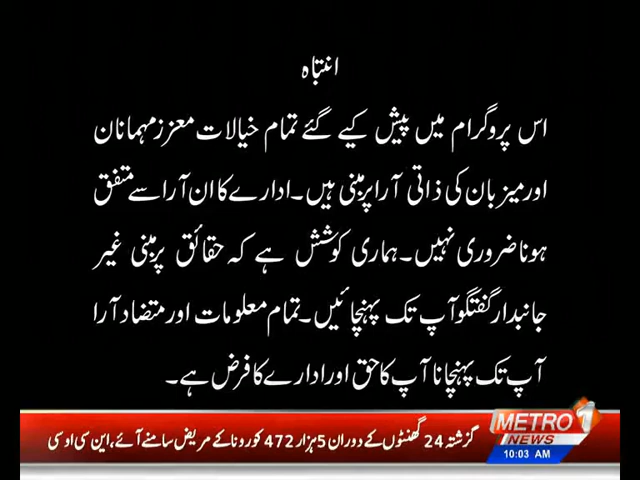 انتباہ
اس پروگرام میں پیش کیے گئے تمام خیالات معزز مہمانان
اور میزبان کی ذاتی آرا پر مبنی ہیں۔ ادارے کا ان آرا سے متفق
ہونا ضروری نہیں۔ ہماری کوشش ہے کہ حقائق پر مبنی غیر
جانبدار گفتگو آپ تک پہنچائیں۔ تمام معلومات اور متضاد آرا
آپ تک پہنچانا آپ کا حق اور ادارے کا فرض ہے۔
گزشتہ 24 گھنٹوں کے دوران 5 ہزار 472 کورونا کے مریض سامنے آئے، این سی او سی
METRO 1
NEWS
10:03 AM